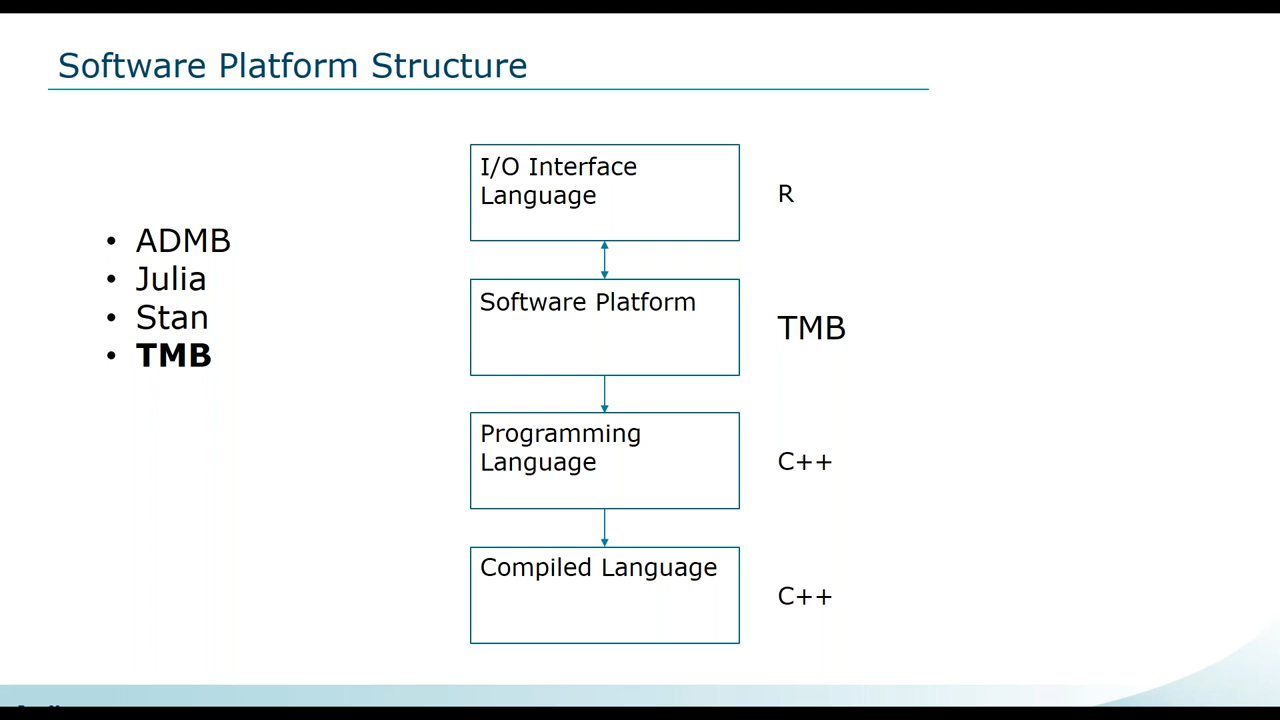 Software Platform Structure
• ADMB
• Julia
• Stan
• TMB
I/O Interface
Language
R
Software Platform
TMB
Programming
Language
C++
Compiled Language
C++